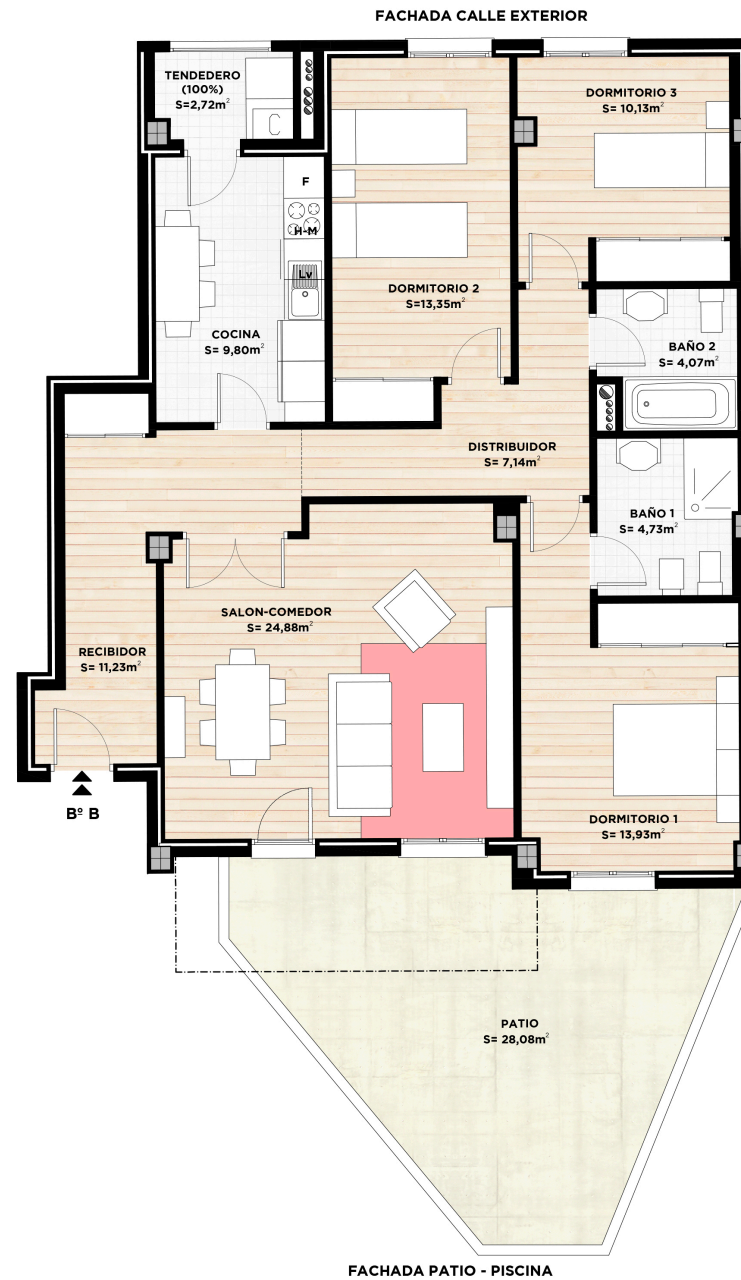 FACHADA CALLE EXTERIOR
TENDEDERO
(100%)
S=2,72m²
DORMITORIO 3
S= 10,13m²
F
H-M
Lv
DORMITORIO 2
S=13,35m²
COCINA
S= 9,80m²
BAÑO 2
S= 4,07m²
DISTRIBUIDOR
S= 7,14m²
BAÑO 1
S= 4,73m²
SALON-COMEDOR
S= 24,88m²
RECIBIDOR
S= 11,23m²
Bº B
DORMITORIO 1
S= 13,93m²
PATIO
S= 28,08m²
FACHADA PATIO - PISCINA